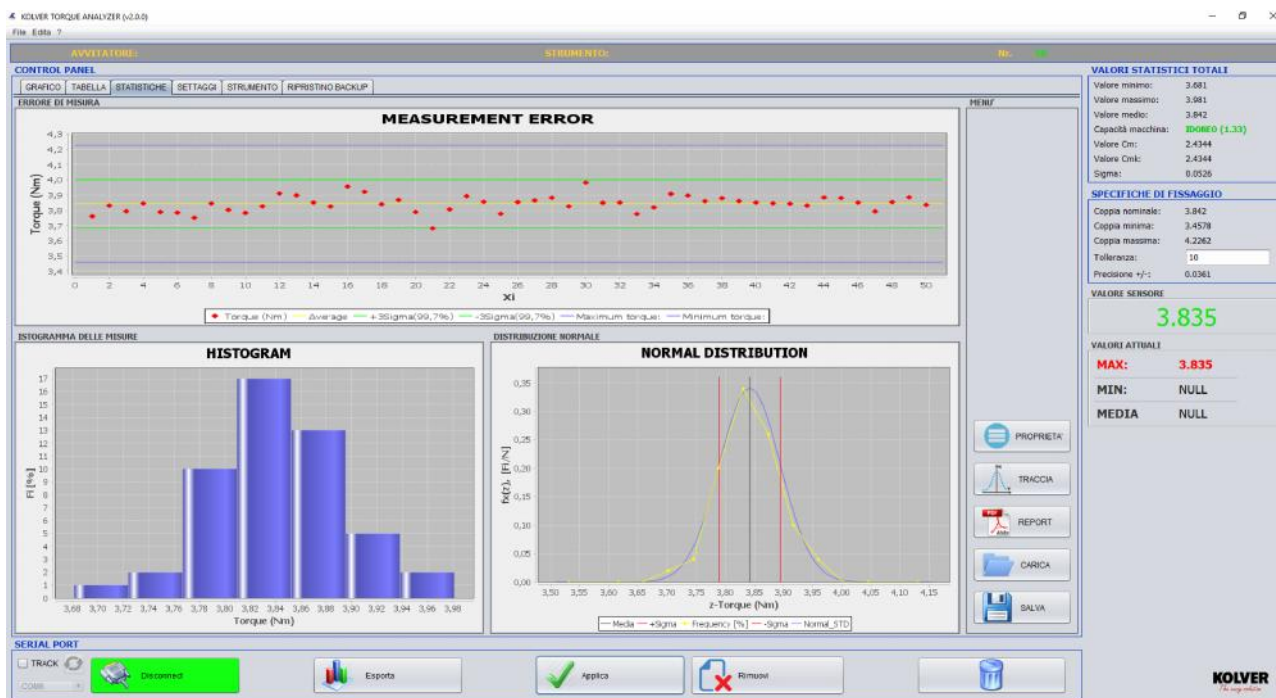 KOLVER TORQUE ANALYZER (v2.0.0)
File Edita ?
AVVITATORE: STRUMENTO: Nr. 50
CONTROL PANEL
GRAFICO TABELLA STATISTICHE SETTAGGI STRUMENTO RIPRISTINO BACKUP
ERRORE DI MISURA
MEASUREMENT ERROR
4,3
4,2
4,1
4,0
3,9
3,8
3,7
3,6
3,5
3,4
Torque (Nm)
0 2 4 6 8 10 12 14 16 18 20 22 24 26 28 30 32 34 36 38 40 42 44 46 48 50
Xi
Torque (Nm) Average +3Sigma(99,7%) -3Sigma(99,7%) Maximum torque: Minimum torque:
ISTOGRAMMA DELLE MISURE
HISTOGRAM
17
16
15
14
13
12
11
10
9
8
7
6
5
4
3
2
1
0
Fi [%]
3,68 3,70 3,72 3,74 3,76 3,78 3,80 3,82 3,84 3,86 3,88 3,90 3,92 3,94 3,96 3,98
Torque (Nm)
DISTRIBUZIONE NORMALE
NORMAL DISTRIBUTION
0,35
0,30
0,25
0,20
0,15
0,10
0,05
0,00
fx(z), [Fi/N]
3,50 3,55 3,60 3,65 3,70 3,75 3,80 3,85 3,90 3,95 4,00 4,05 4,10 4,15
z-Torque (Nm)
Media +Sigma Frequency [%] -Sigma Normal_STD
MENU'
PROPRIETA'
TRACCIA
REPORT
CARICA
SALVA
VALORI STATISTICI TOTALI
Valore minimo: 3.681
Valore massimo: 3.981
Valore medio: 3.842
Capacità macchina: IDONEO (1.33)
Valore Cm: 2.4344
Valore Cmk: 2.4344
Sigma: 0.0526
SPECIFICHE DI FISSAGGIO
Coppia nominale: 3.842
Coppia minima: 3.4578
Coppia massima: 4.2262
Tolleranza: 10
Precisione +/-: 0.0361
VALORE SENSORE
3.835
VALORI ATTUALI
MAX: 3.835
MIN: NULL
MEDIA NULL
SERIAL PORT
TRACK
COM8
Disconnect
Esporta
Applica
Rimuovi
KOLVER